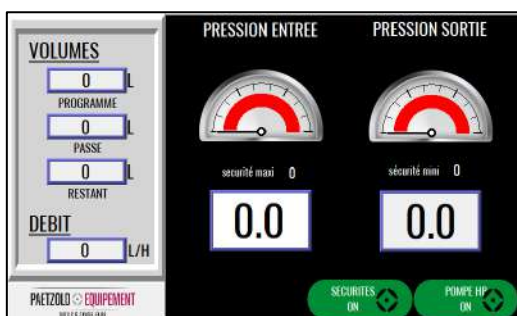 VOLUMES
0 L
PROGRAMME
0 L
PASSE
0 L
RESTANT
DEBIT
0 L/H
PAETZOLD EQUIPEMENT
PRESSION ENTREE
securité maxi 0
0.0
PRESSION SORTIE
sécurité mini 0
0.0
SECURITES
ON
POMPE HP
ON